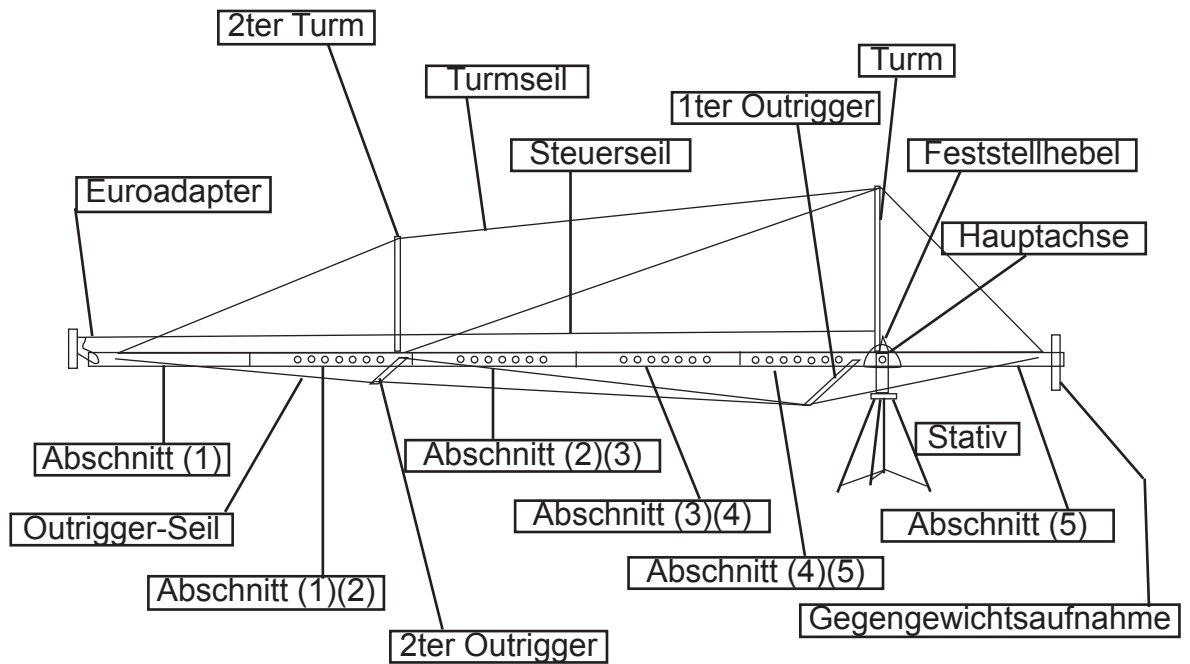 2ter Turm
Turm
Turmseil
1ter Outrigger
Steuerseil
Feststellhebel
Euroadapter
Hauptachse
Stativ
Abschnitt (1)
Abschnitt (2)(3)
Abschnitt (3)(4)
Abschnitt (5)
Outrigger-Seil
Abschnitt (4)(5)
Abschnitt (1)(2)
Gegengewichtsaufnahme
2ter Outrigger